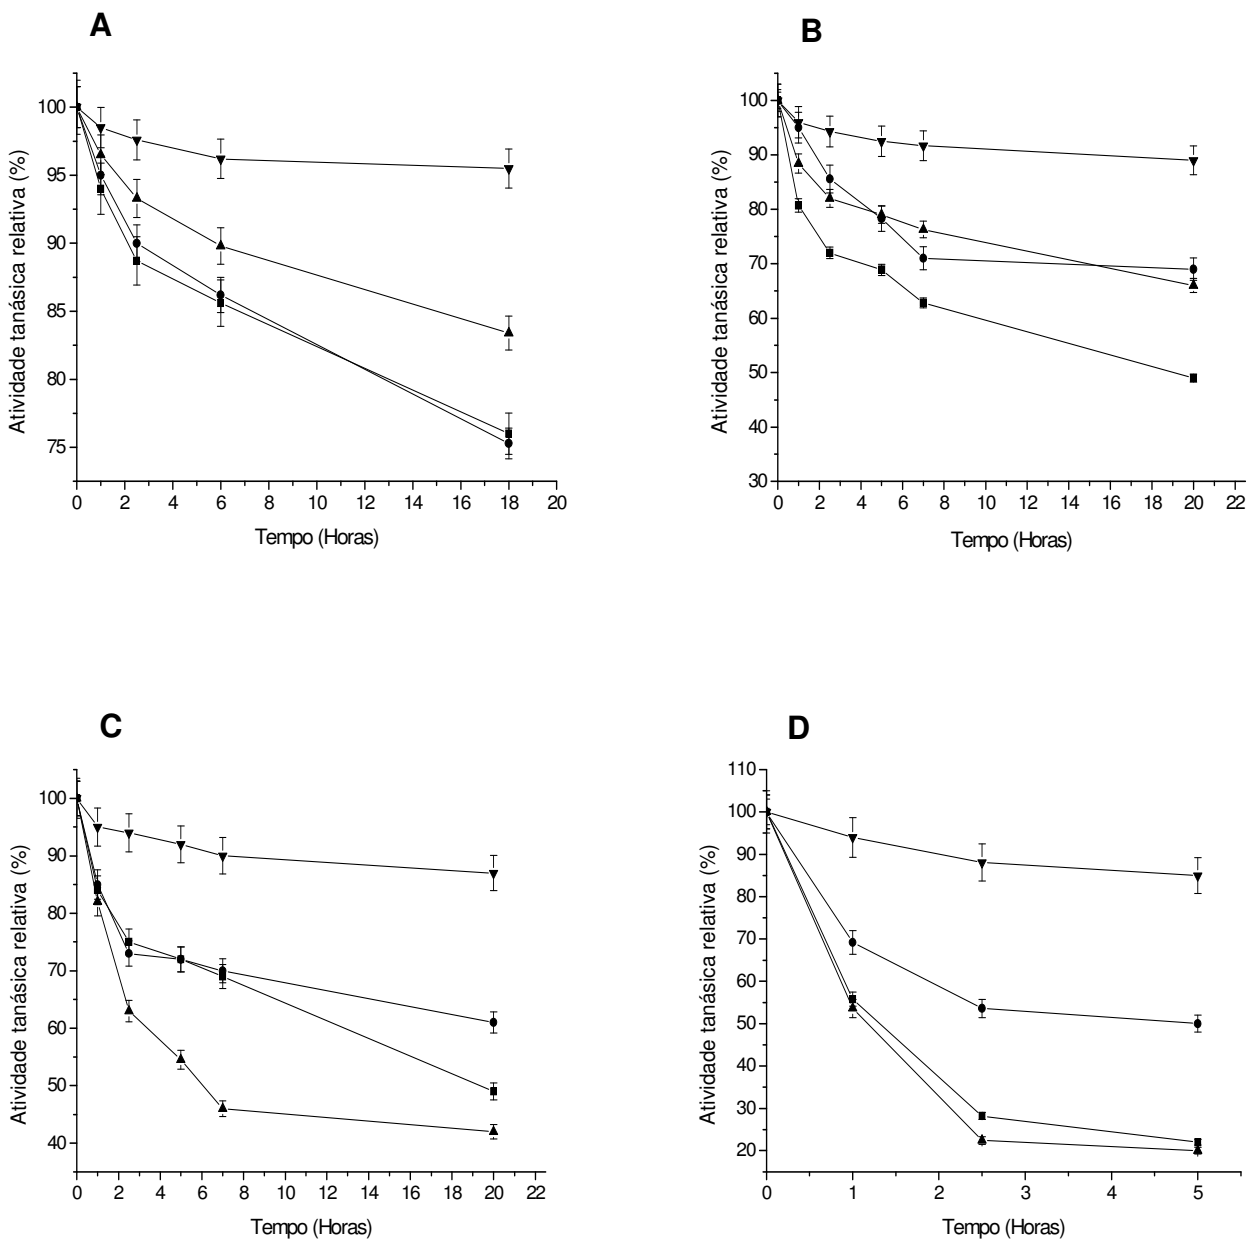 A
Atividade tanásica relativa (%)
100
95
90
85
80
75
0 2 4 6 8 10 12 14 16 18 20
Tempo (Horas)
B
Atividade tanásica relativa (%)
100
90
80
70
60
50
40
30
0 2 4 6 8 10 12 14 16 18 20 22
Tempo (Horas)
C
Atividade tanásica relativa (%)
100
90
80
70
60
50
40
0 2 4 6 8 10 12 14 16 18 20 22
Tempo (Horas)
D
Atividade tanásica relativa (%)
110
100
90
80
70
60
50
40
30
20
0 1 2 3 4 5
Tempo (Horas)